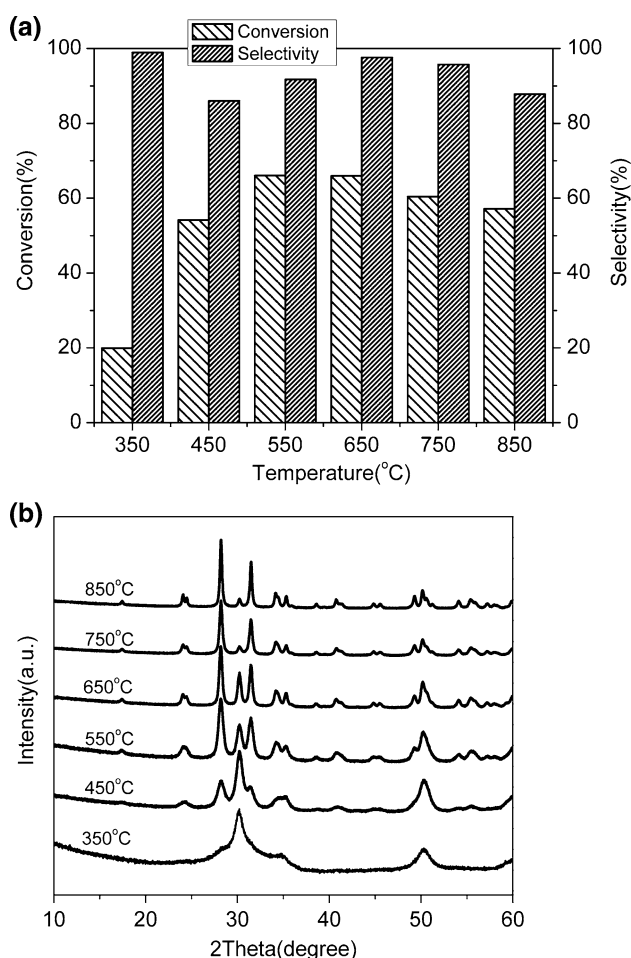 (a)
Conversion
Selectivity
100 80 60 40 20 0
Conversion(%)
100 80 60 40 20 0
Selectivity(%)
350 450 550 650 750 850
Temperature(°C)
(b)
850°C
750°C
650°C
550°C
450°C
350°C
Intensity(a.u.)
10 20 30 40 50 60
2Theta(degree)